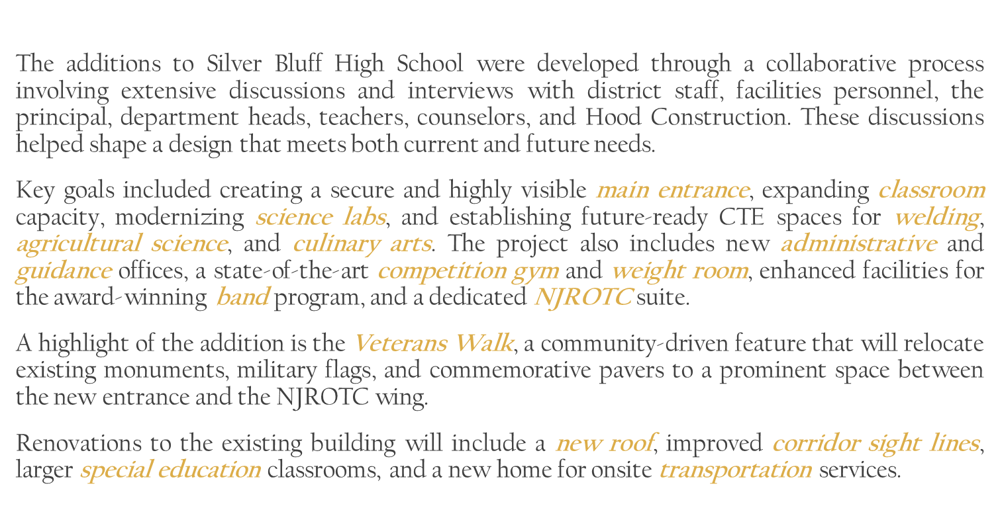 The additions to Silver Bluff High School were developed through a collaborative process
involving extensive discussions and interviews with district staff, facilities personnel, the
principal, department heads, teachers, counselors, and Hood Construction. These discussions
helped shape a design that meets both current and future needs.
Key goals included creating a secure and highly visible main entrance, expanding classroom
capacity, modernizing science labs, and establishing future-ready CTE spaces for welding,
agricultural science, and culinary arts. The project also includes new administrative and
guidance offices, a state-of-the-art competition gym and weight room, enhanced facilities for
the award-winning band program, and a dedicated NJROTC suite.
A highlight of the addition is the Veterans Walk, a community-driven feature that will relocate
existing monuments, military flags, and commemorative pavers to a prominent space between
the new entrance and the NJROTC wing.
Renovations to the existing building will include a new roof, improved corridor sight lines,
larger special education classrooms, and a new home for onsite transportation services.